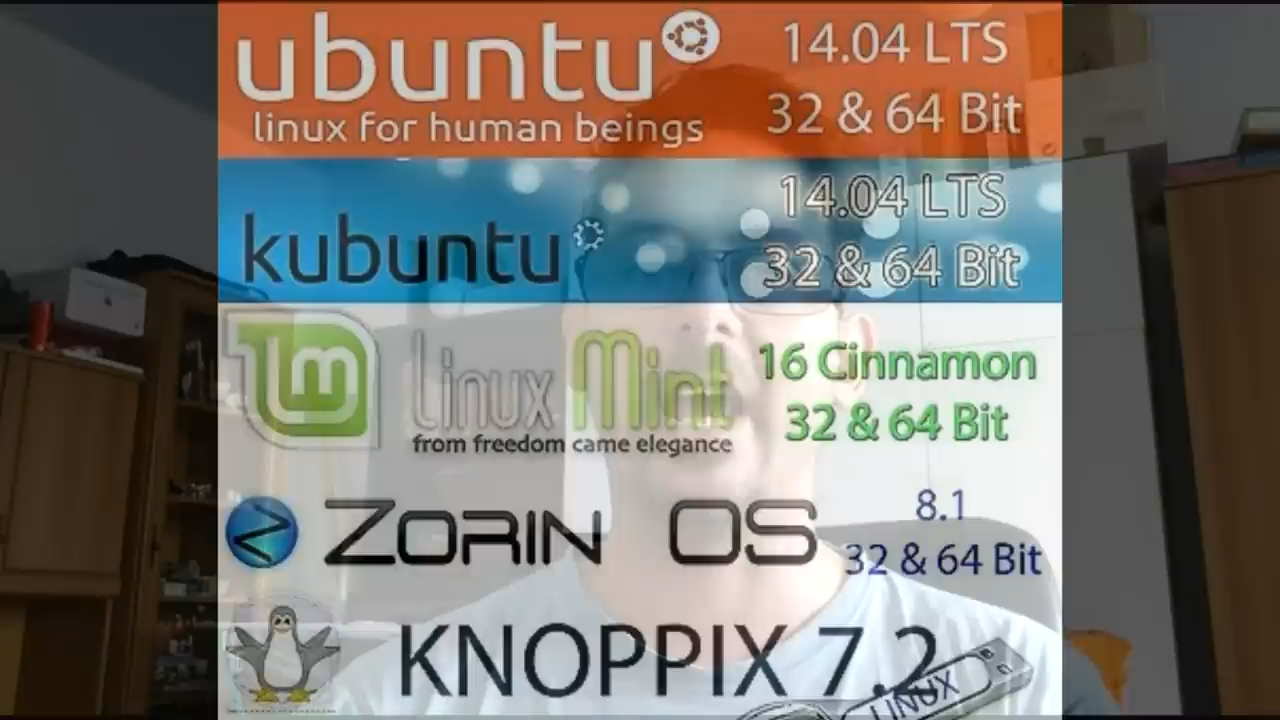 ubuntu
14.04 LTS
linux for human beings
32 & 64 Bit
kubuntu
14.04 LTS
32 & 64 Bit
Linux Mint
16 Cinnamon
from freedom came elegance
32 & 64 Bit
ZORIN OS
8.1
32 & 64 Bit
KNOPPIX 7.2
LINUX